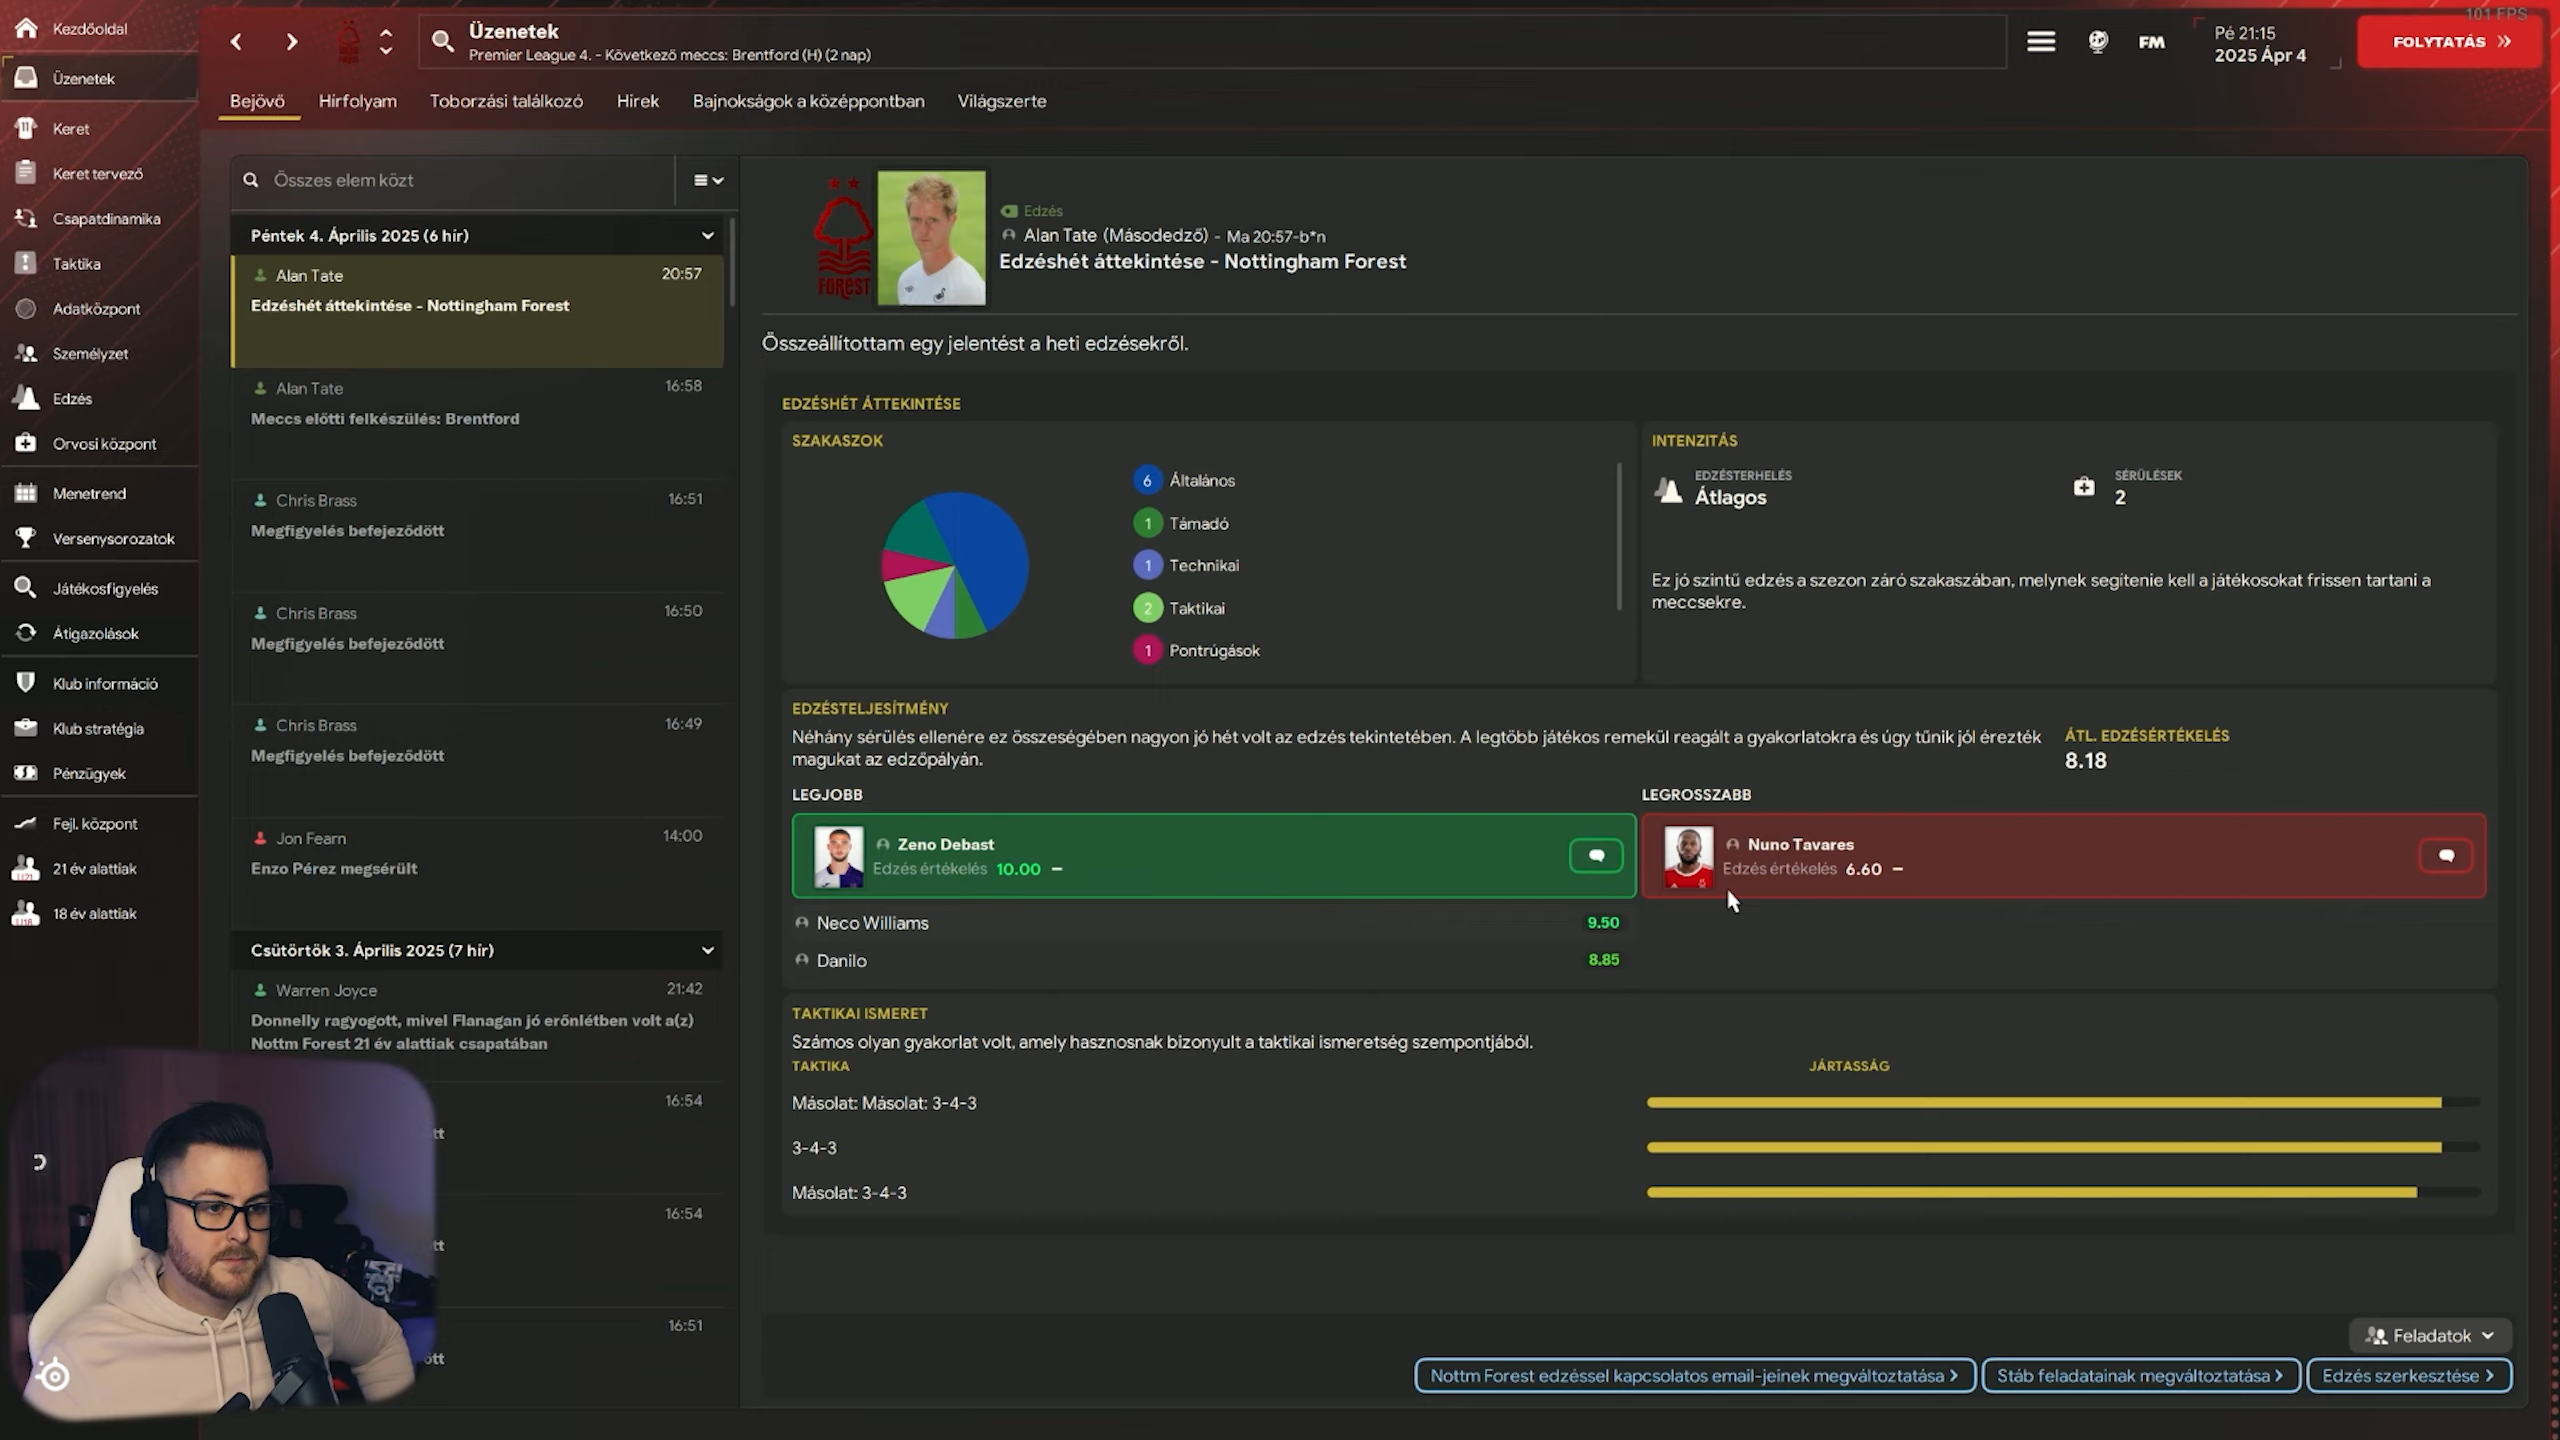 Kezdőoldal
Üzenetek
Keret
Keret tervező
Csapatdinamika
Taktika
Adatközpont
Személyzet
Edzés
Orvosi központ
Menetrend
Versenysorozatok
Játékosfigyelés
Átigazolások
Klub információ
Klub stratégia
Pénzügyek
Fejl. központ
21 év alattiak
18 év alattiak
Üzenetek
Premier League 4. - Következő meccs: Brentford (H) (2 nap)
FM
Pé 21:15
2025 Ápr 4
101 FPS
FOLYTATÁS
Bejövő
Hírfolyam
Toborzási találkozó
Hírek
Bajnokságok a középpontban
Világszerte
Összes elem közt
Péntek 4. Április 2025 (6 hír)
Alan Tate 20:57
Edzéshét áttekintése - Nottingham Forest
Alan Tate 16:58
Meccs előtti felkészülés: Brentford
Chris Brass 16:51
Megfigyelés befejeződött
Chris Brass 16:50
Megfigyelés befejeződött
Chris Brass 16:49
Megfigyelés befejeződött
Jon Fearn 14:00
Enzo Pérez megsérült
Csütörtök 3. Április 2025 (7 hír)
Warren Joyce 21:42
Donnelly ragyogott, mivel Flanagan jó erőnlétben volt a(z)
Nottm Forest 21 év alattiak csapatában
16:54
tt
16:54
tt
16:51
ött
FOREST
Edzés
Alan Tate (Másodedző) - Ma 20:57-b*n
Edzéshét áttekintése - Nottingham Forest
Összeállítottam egy jelentést a heti edzésekről.
EDZÉSHÉT ÁTTEKINTÉSE
SZAKASZOK
6 Általános
1 Támadó
1 Technikai
2 Taktikai
1 Pontrúgások
INTENZITÁS
EDZÉSTERHELÉS
Átlagos
SÉRÜLÉSEK
2
Ez jó szintű edzés a szezon záró szakaszában, melynek segítenie kell a játékosokat frissen tartani a
meccsekre.
EDZÉSTELJESÍTMÉNY
Néhány sérülés ellenére ez összeségében nagyon jó hét volt az edzés tekintetében. A legtöbb játékos remekül reagált a gyakorlatokra és úgy tűnik jól érezték
magukat az edzőpályán.
ÁTL. EDZÉSÉRTÉKELÉS
8.18
LEGJOBB
Zeno Debast
Edzés értékelés 10.00 –
Neco Williams 9.50
Danilo 8.85
LEGROSSZABB
Nuno Tavares
Edzés értékelés 6.60 –
TAKTIKAI ISMERET
Számos olyan gyakorlat volt, amely hasznosnak bizonyult a taktikai ismeretség szempontjából.
TAKTIKA JÁRTASSÁG
Másolat: Másolat: 3-4-3
3-4-3
Másolat: 3-4-3
Feladatok
Nottm Forest edzéssel kapcsolatos email-jeinek megváltoztatása
Stáb feladatainak megváltoztatása
Edzés szerkesztése